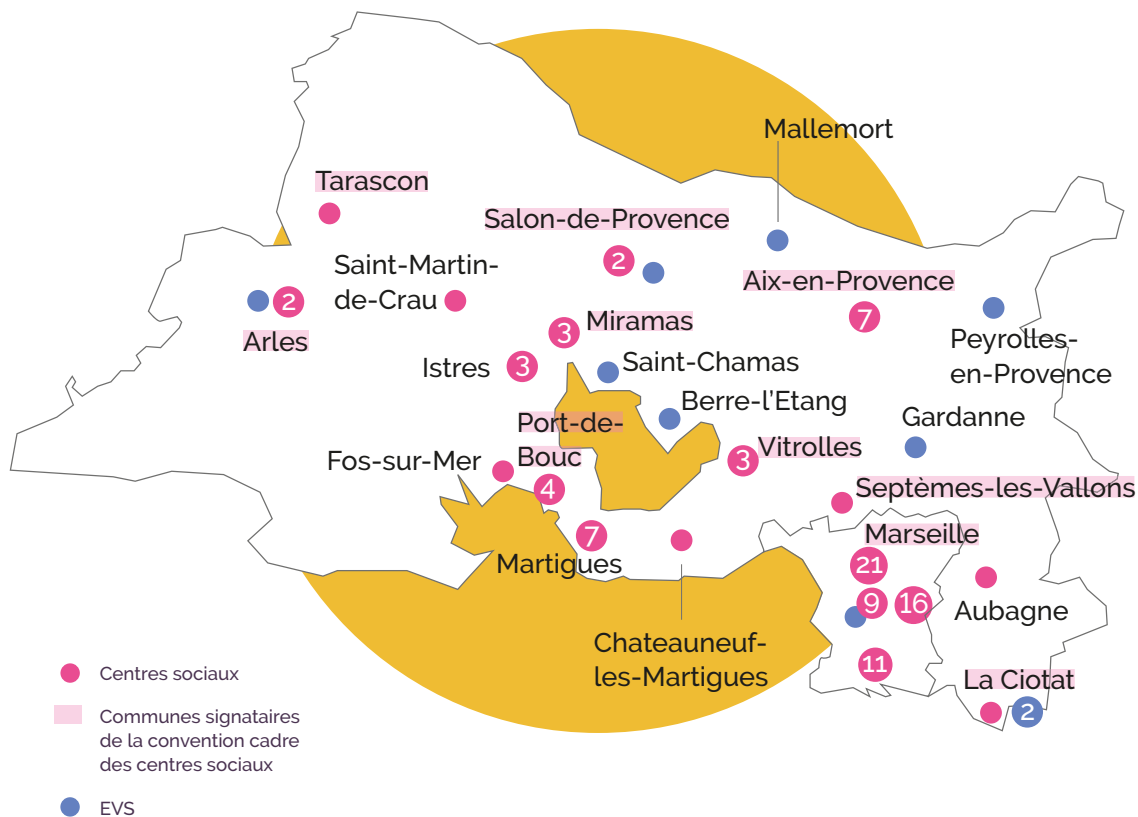 Mallemort
Tarascon
Salon-de-Provence
2
Saint-Martin-
de-Crau
Aix-en-Provence
7
2
Arles
3
Miramas
Peyrolles-
en-Provence
Istres
3
Saint-Chamas
Berre-l'Etang
Port-de-
Bouc
4
Gardanne
Vitrolles
3
Fos-sur-Mer
Septèmes-les-Vallons
7
Martigues
Marseille
21
9
16
11
Aubagne
Chateauneuf-
les-Martigues
La Ciotat
2
Centres sociaux
Communes signataires
de la convention cadre
des centres sociaux
EVS